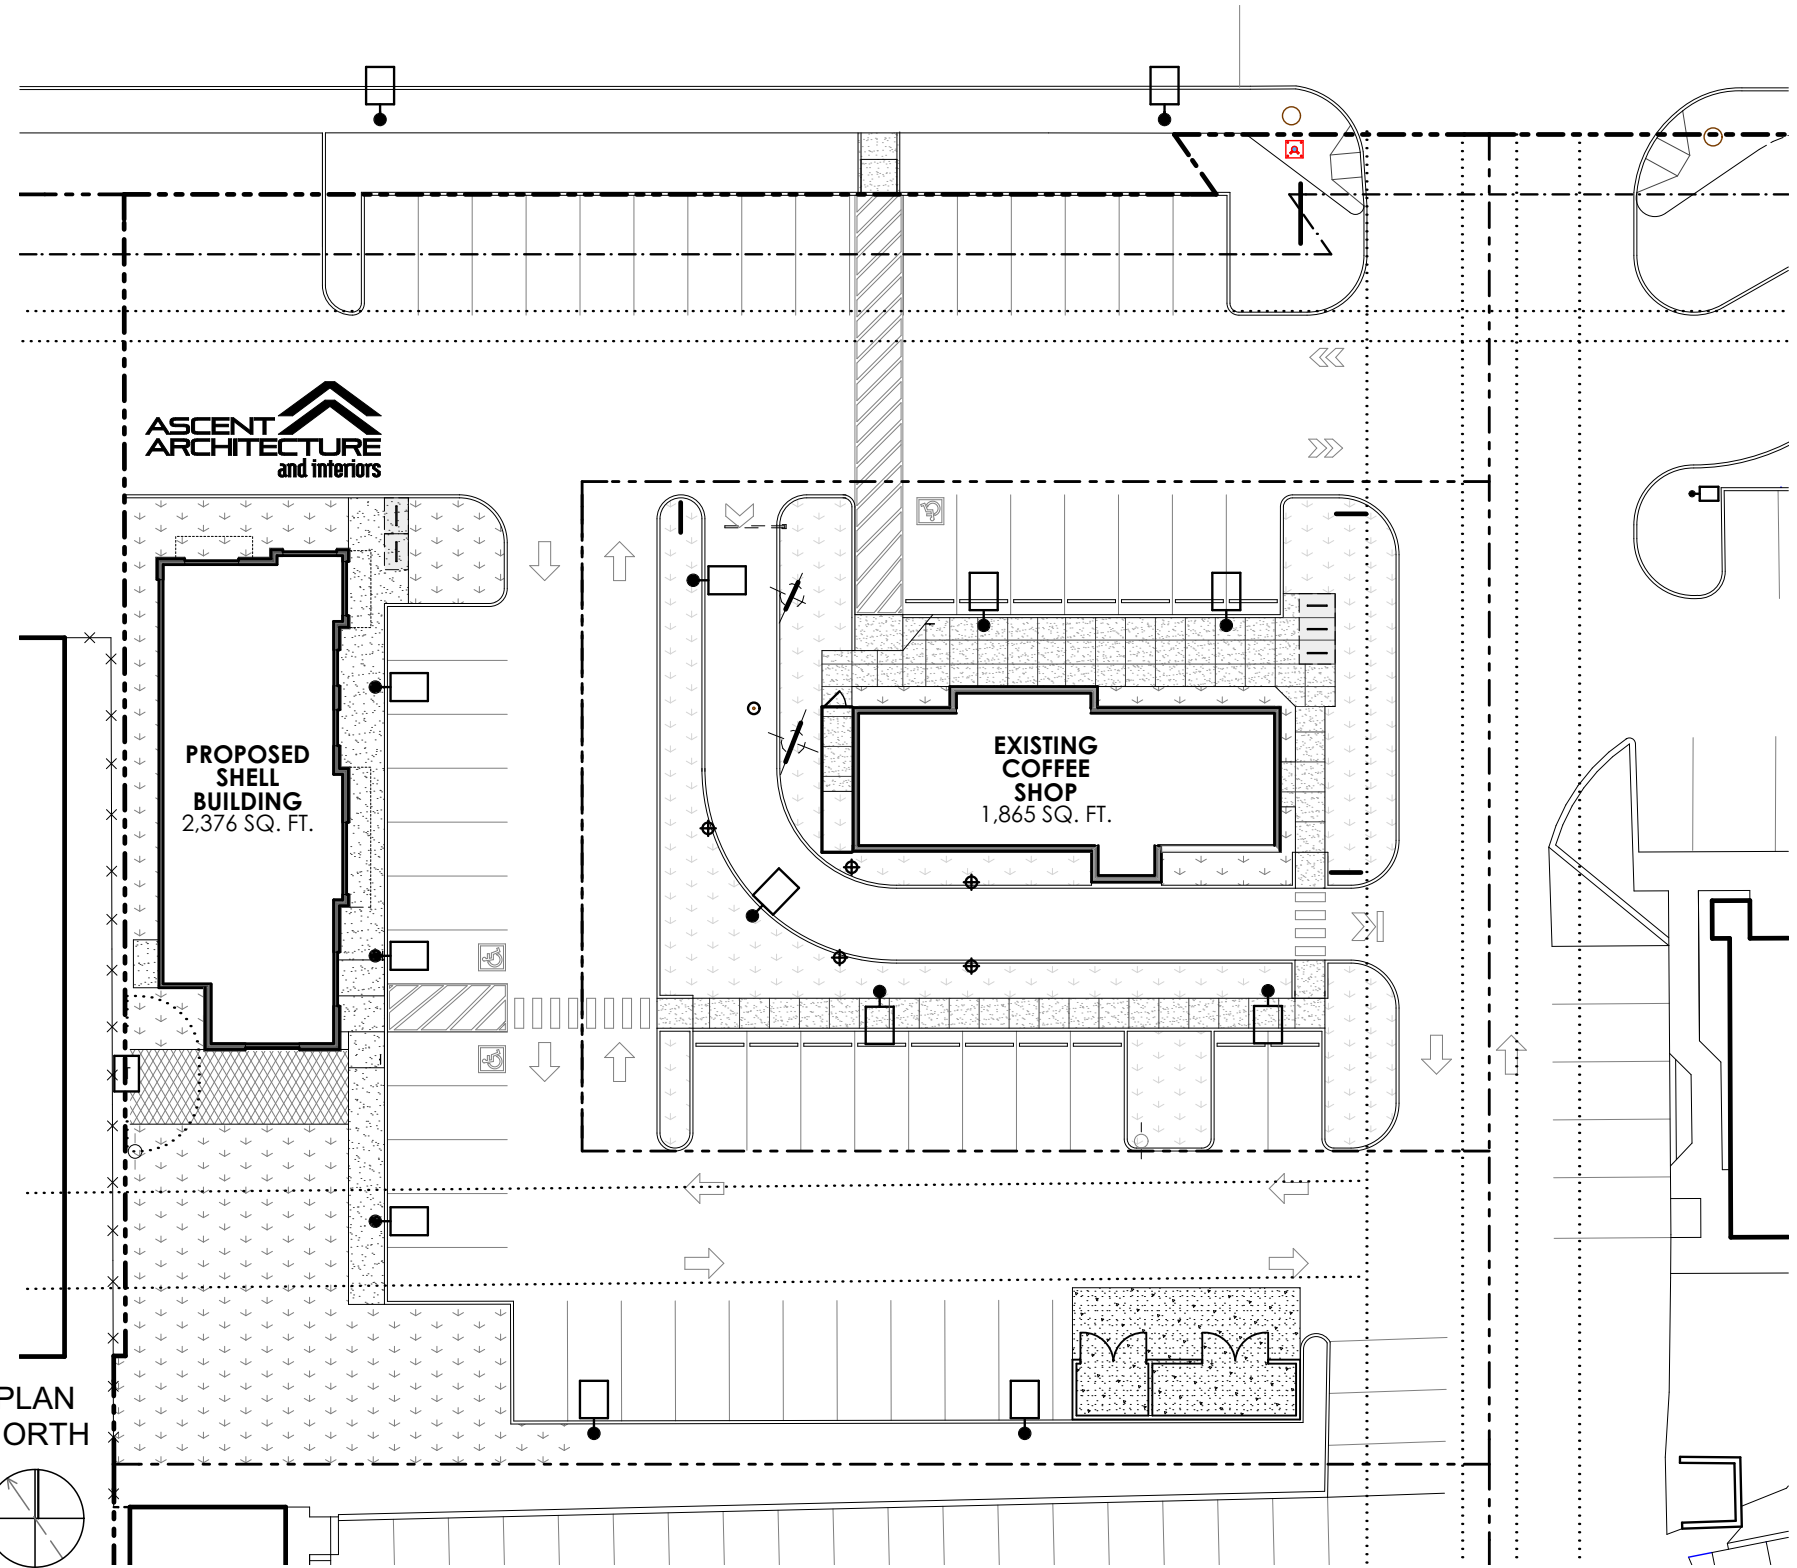 ASCENT
ARCHITECTURE
and interiors
PROPOSED
SHELL
BUILDING
2,376 SQ. FT.
EXISTING
COFFEE
SHOP
1,865 SQ. FT.
PLAN
ORTH